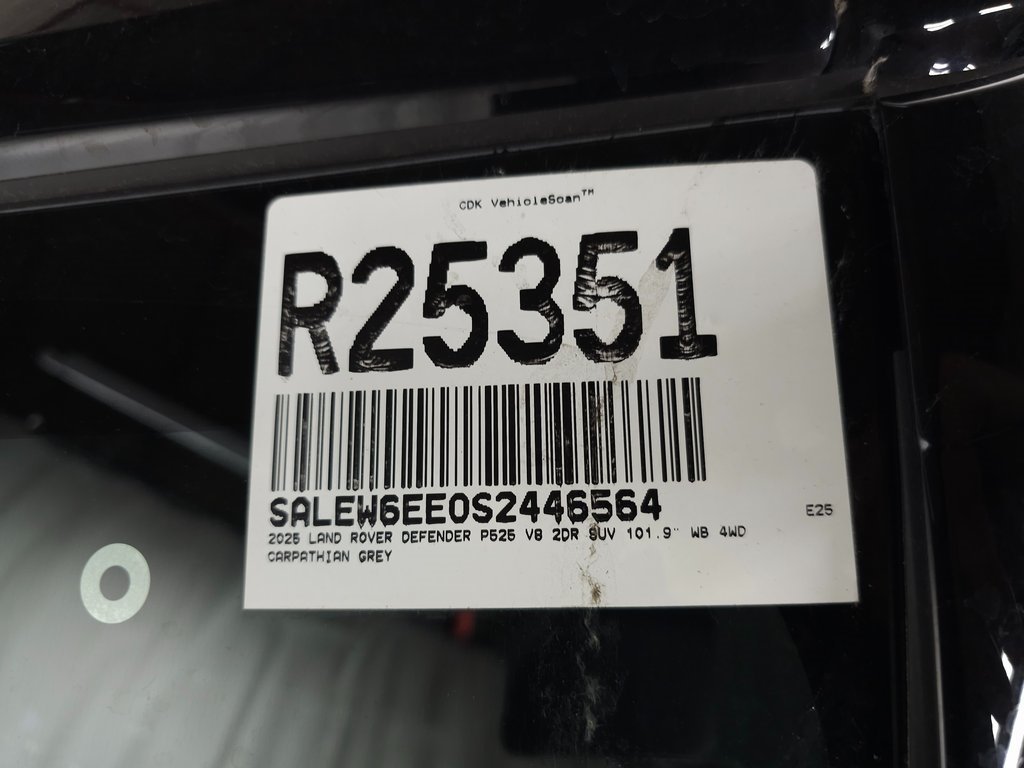 CDK VehicleScan™
R25351
SALEW6EE0S2446564
E25
2025 LAND ROVER DEFENDER P525 V8 2DR SUV 101.9" WB 4WD
CARPATHIAN GREY